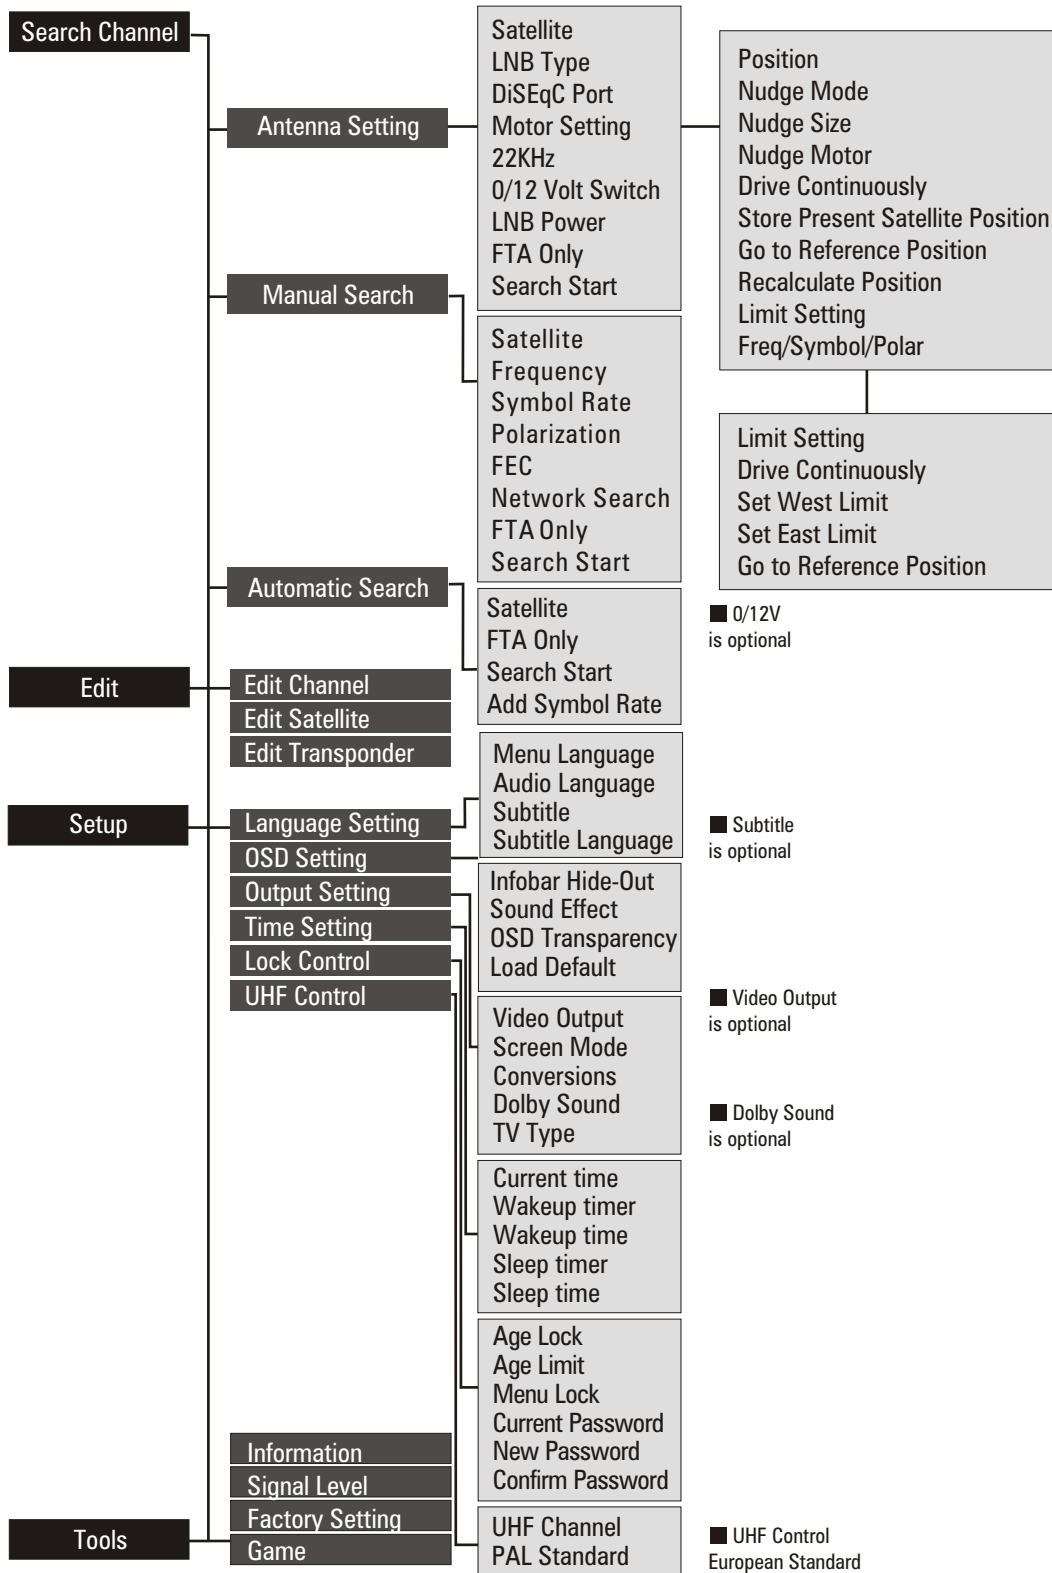 Search Channel
Antenna Setting
Satellite
LNB Type
DiSEqC Port
Motor Setting
22KHz
0/12 Volt Switch
LNB Power
FTA Only
Search Start
Position
Nudge Mode
Nudge Size
Nudge Motor
Drive Continuously
Store Present Satellite Position
Go to Reference Position
Recalculate Position
Limit Setting
Freq/Symbol/Polar
Limit Setting
Drive Continuously
Set West Limit
Set East Limit
Go to Reference Position
Manual Search
Satellite
Frequency
Symbol Rate
Polarization
FEC
Network Search
FTA Only
Search Start
Automatic Search
Satellite
FTA Only
Search Start
Add Symbol Rate
■ 0/12V
is optional
Edit
Edit Channel
Edit Satellite
Edit Transponder
Setup
Language Setting
OSD Setting
Output Setting
Time Setting
Lock Control
UHF Control
Menu Language
Audio Language
Subtitle
Subtitle Language
■ Subtitle
is optional
Infobar Hide-Out
Sound Effect
OSD Transparency
Load Default
Video Output
Screen Mode
Conversions
Dolby Sound
TV Type
■ Video Output
is optional
■ Dolby Sound
is optional
Current time
Wakeup timer
Wakeup time
Sleep timer
Sleep time
Age Lock
Age Limit
Menu Lock
Current Password
New Password
Confirm Password
UHF Channel
PAL Standard
■ UHF Control
European Standard
Tools
Information
Signal Level
Factory Setting
Game